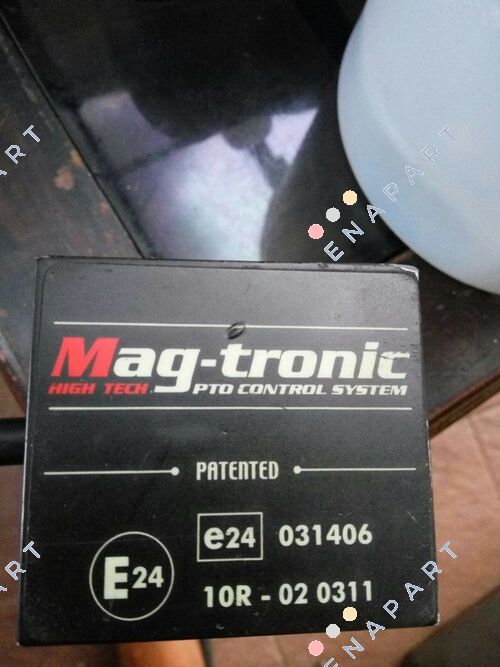 ENAPART
Mag-tronic
HIGH TECH PTO CONTROL SYSTEM
PATENTED
E24
e24 031406
10R - 02 0311
ENAPART